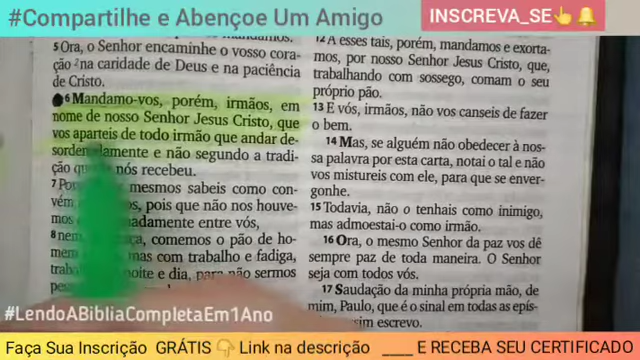 #Compartilhe e Abençoe Um Amigo
INSCREVA_SE
5 Ora, o Senhor encaminhe o vosso cora-
ção na caridade de Deus e na paciência
de Cristo.
6 Mandamo-vos, porém, irmãos, em
nome de nosso Senhor Jesus Cristo, que
vos aparteis de todo irmão que andar de-
sordenadamente e não segundo a tradi-
ção que de nós recebeu.
7 mesmos sabeis como con-
vém pois que não nos houve-
mos entre vós,
8 nem comemos o pão de ho-
mem mas com trabalho e fadiga,
noite e dia, para não sermos
12 A esses tais, porém, mandamos e exorta-
mos, por nosso Senhor Jesus Cristo, que,
trabalhando com sossego, comam o seu
próprio pão.
13 E vós, irmãos, não vos canseis de fazer
o bem.
14 Mas, se alguém não obedecer à nos-
sa palavra por esta carta, notai o tal e não
vos mistureis com ele, para que se enver-
gonhe.
15 Todavia, não o tenhais como inimigo,
mas admoestai-o como irmão.
16 Ora, o mesmo Senhor da paz vos dê
sempre paz de toda maneira. O Senhor
seja com todos vós.
17 Saudação da minha própria mão, de
mim, Paulo, que é o sinal em todas as epís-
assim escrevo.
#LendoABibliaCompletaEm1Ano
Faça Sua Inscrição GRÁTIS Link na descrição ____ E RECEBA SEU CERTIFICADO